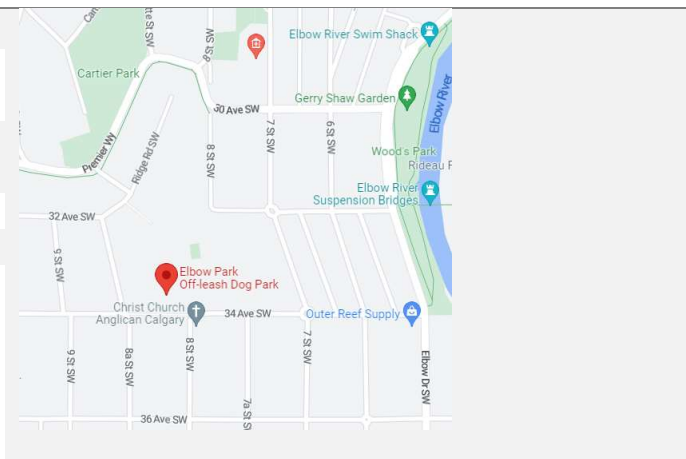 te St SW
8 St SW
Can
Elbow River Swim Shack
Cartier Park
Gerry Shaw Garden
30 Ave SW
Elbow River
7 St SW
6 St SW
Premier Wy
Ridge Rd SW
8 St SW
Wood's Park
Rideau
Elbow River
Suspension Bridges
32 Ave SW
9 St SW
Elbow Park
Off-leash Dog Park
Christ Church
Anglican Calgary
34 Ave SW
Outer Reef Supply
9 St SW
8a St SW
8 St SW
7 St SW
Elbow Dr SW
7a St S
36 Ave SW